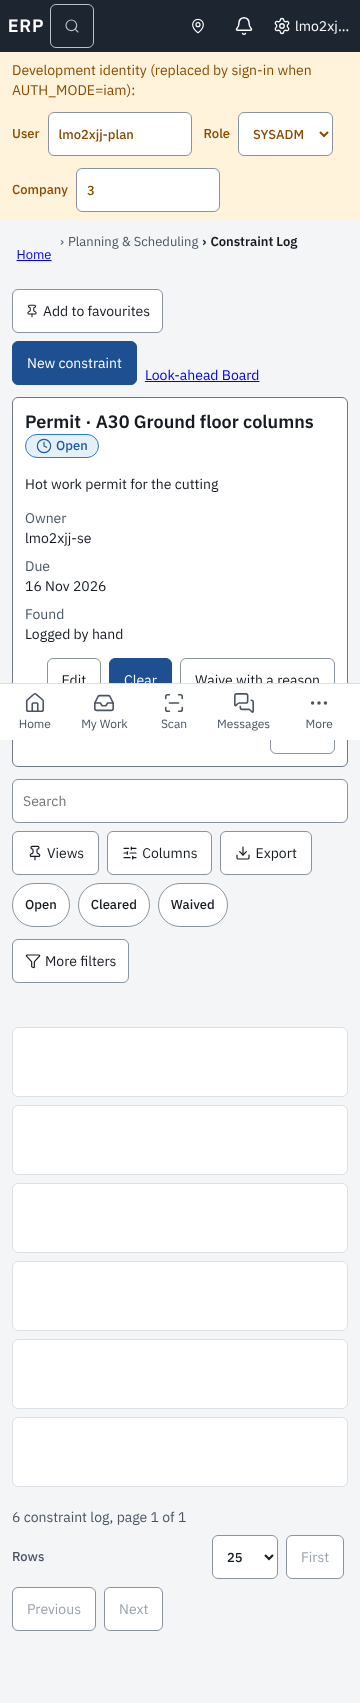 ERP
lmo2xj...
Development identity (replaced by sign-in when
AUTH_MODE=iam):
User lmo2xjj-plan Role SYSADM
Company 3
Home › Planning & Scheduling › Constraint Log
Add to favourites
New constraint Look-ahead Board
Permit · A30 Ground floor columns
Open
Hot work permit for the cutting
Owner
lmo2xjj-se
Due
16 Nov 2026
Found
Logged by hand
Edit Clear Waive with a reason
Home My Work Scan Messages More
Search
Views Columns Export
Open Cleared Waived
More filters
6 constraint log, page 1 of 1
Rows 25 First
Previous Next